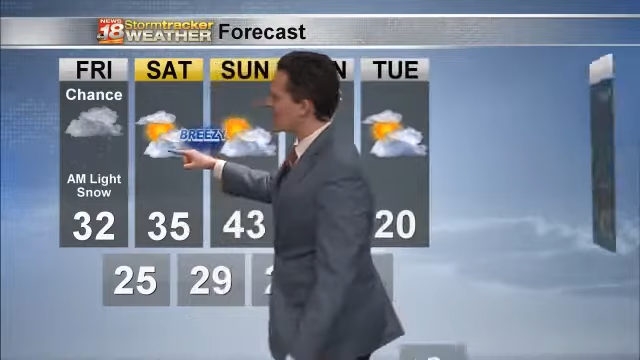 NEWS Stormtracker
18 WEATHER Forecast
FRI SAT SUN N TUE
Chance
BREEZY
AM Light
Snow
32 35 43 20
25 29 2